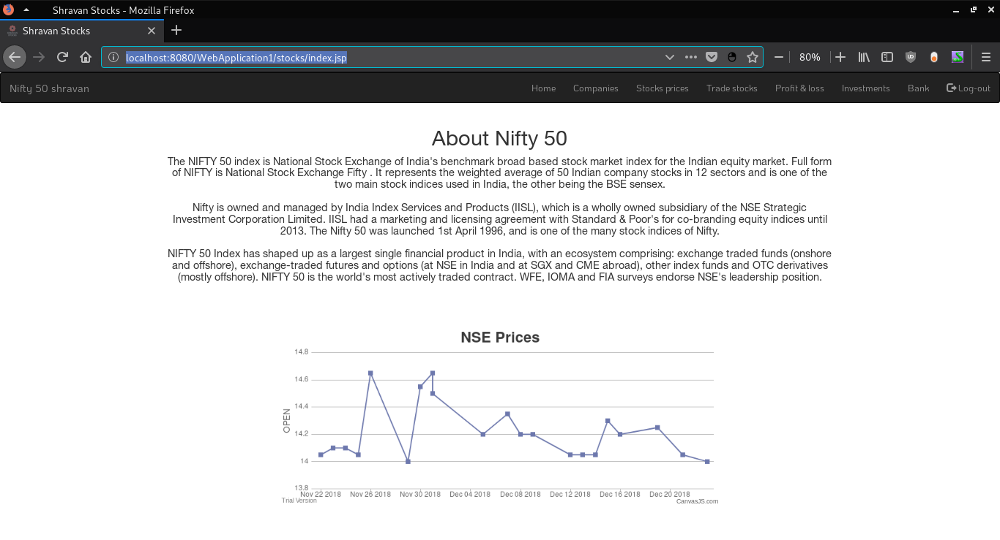 Shravan Stocks - Mozilla Firefox
Shravan Stocks
localhost:8080/WebApplication1/stocks/index.jsp
80%
Nifty 50 shravan
Home
Companies
Stocks prices
Trade stocks
Profit & loss
Investments
Bank
Log-out
About Nifty 50
The NIFTY 50 index is National Stock Exchange of India's benchmark broad based stock market index for the Indian equity market. Full form
of NIFTY is National Stock Exchange Fifty . It represents the weighted average of 50 Indian company stocks in 12 sectors and is one of the
two main stock indices used in India, the other being the BSE sensex.
Nifty is owned and managed by India Index Services and Products (IISL), which is a wholly owned subsidiary of the NSE Strategic
Investment Corporation Limited. IISL had a marketing and licensing agreement with Standard & Poor's for co-branding equity indices until
2013. The Nifty 50 was launched 1st April 1996, and is one of the many stock indices of Nifty.
NIFTY 50 Index has shaped up as a largest single financial product in India, with an ecosystem comprising: exchange traded funds (onshore
and offshore), exchange-traded futures and options (at NSE in India and at SGX and CME abroad), other index funds and OTC derivatives
(mostly offshore). NIFTY 50 is the world's most actively traded contract. WFE, IOMA and FIA surveys endorse NSE's leadership position.
NSE Prices
14.8
14.6
14.4
14.2
14
13.8
OPEN
Nov 22 2018
Nov 26 2018
Nov 30 2018
Dec 04 2018
Dec 08 2018
Dec 12 2018
Dec 16 2018
Dec 20 2018
Trial Version
CanvasJS.com